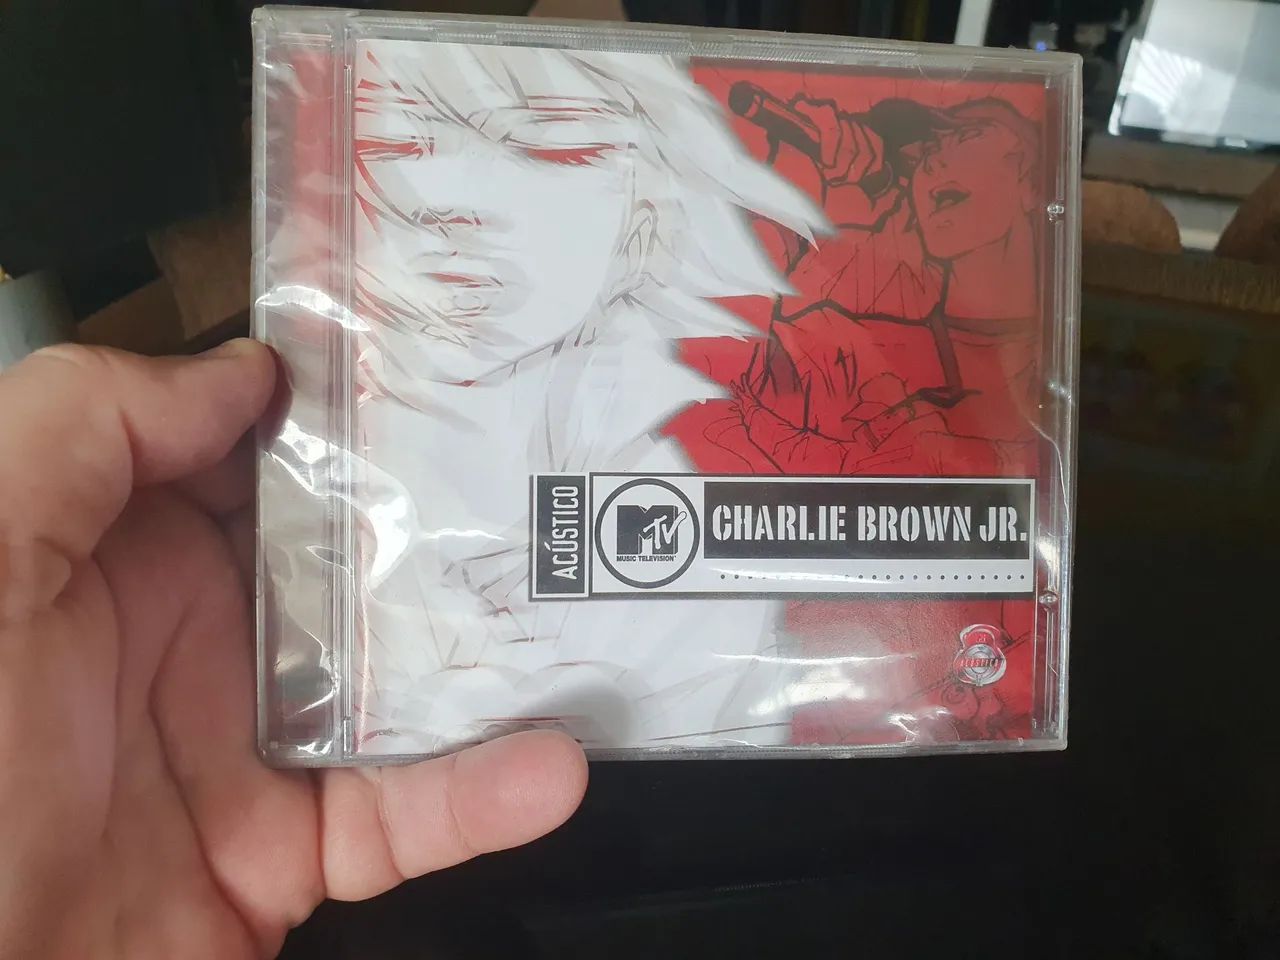 ACÚSTICO
MTV
MUSIC TELEVISION
CHARLIE BROWN JR.